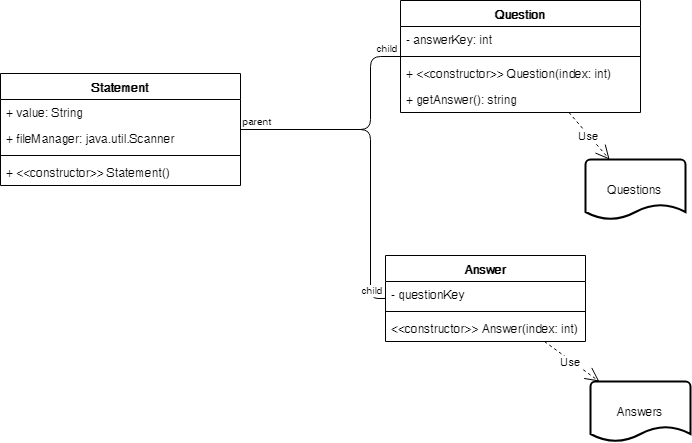 Question
- answerKey: int
child
+ <<constructor>> Question(index: int)
+ getAnswer(): string
Statement
+ value: String
+ fileManager: java.util.Scanner
+ <<constructor>> Statement()
parent
Use
Questions
Answer
child
- questionKey
<<constructor>> Answer(index: int)
Use
Answers